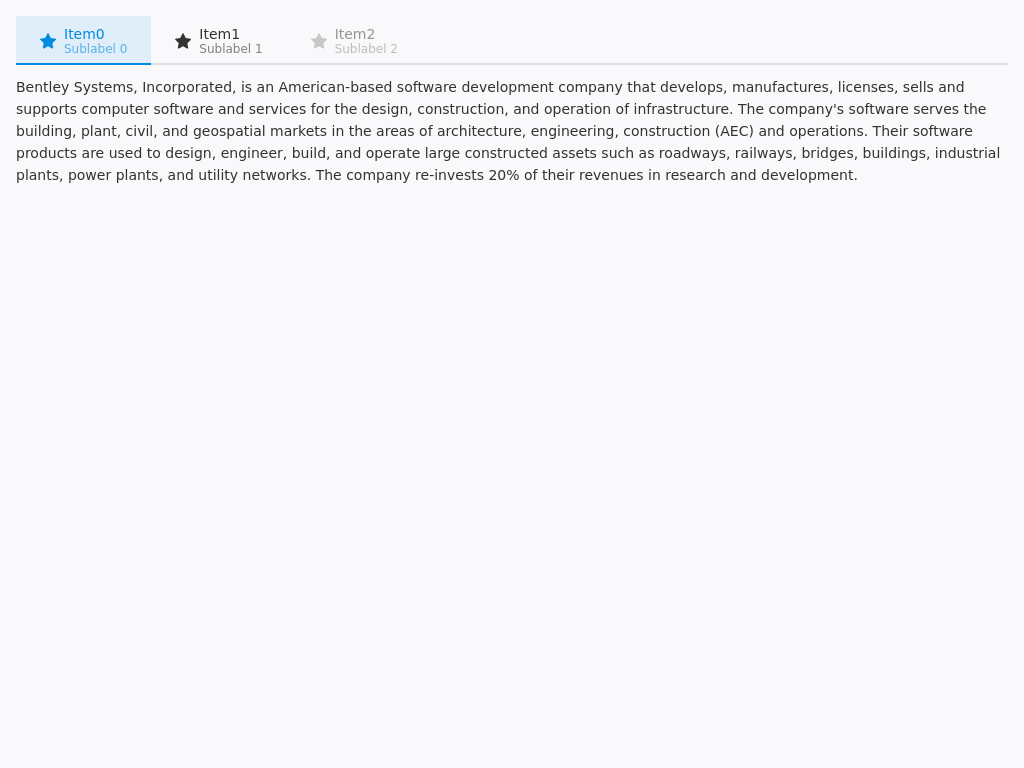 Item0
Sublabel 0
Item1
Sublabel 1
Item2
Sublabel 2
Bentley Systems, Incorporated, is an American-based software development company that develops, manufactures, licenses, sells and
supports computer software and services for the design, construction, and operation of infrastructure. The company's software serves the
building, plant, civil, and geospatial markets in the areas of architecture, engineering, construction (AEC) and operations. Their software
products are used to design, engineer, build, and operate large constructed assets such as roadways, railways, bridges, buildings, industrial
plants, power plants, and utility networks. The company re-invests 20% of their revenues in research and development.